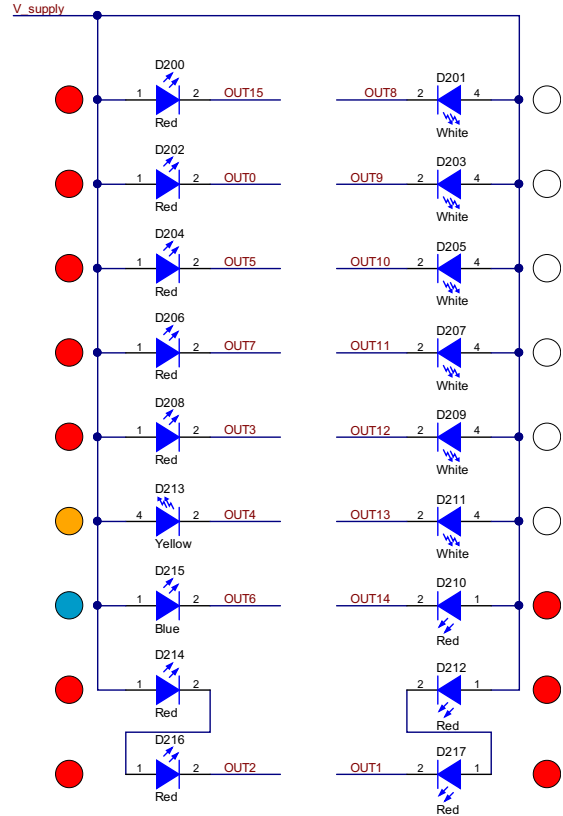 V_supply
D200
1 2 OUT15
Red
D201
OUT8 2 4
White
D202
1 2 OUT0
Red
D203
OUT9 2 4
White
D204
1 2 OUT5
Red
D205
OUT10 2 4
White
D206
1 2 OUT7
Red
D207
OUT11 2 4
White
D208
1 2 OUT3
Red
D209
OUT12 2 4
White
D213
4 2 OUT4
Yellow
D211
OUT13 2 4
White
D215
1 2 OUT6
Blue
D210
OUT14 2 1
Red
D214
1 2
Red
D212
2 1
Red
D216
1 2 OUT2
Red
D217
OUT1 2 1
Red